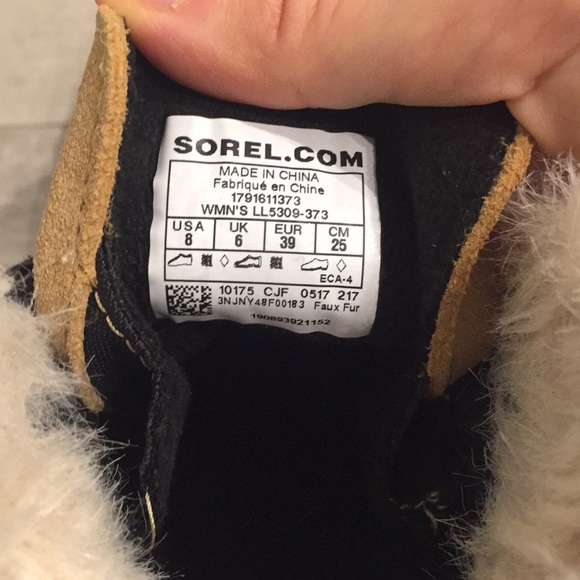 SOREL.COM
MADE IN CHINA
Fabriqué en Chine
1791611373
WMN'S LL5309-373
USA UK EUR CM
8 6 39 25
ECA-4
10175 CJF 0517 217
3NJNY48F00183 Faux Fur
190893921152